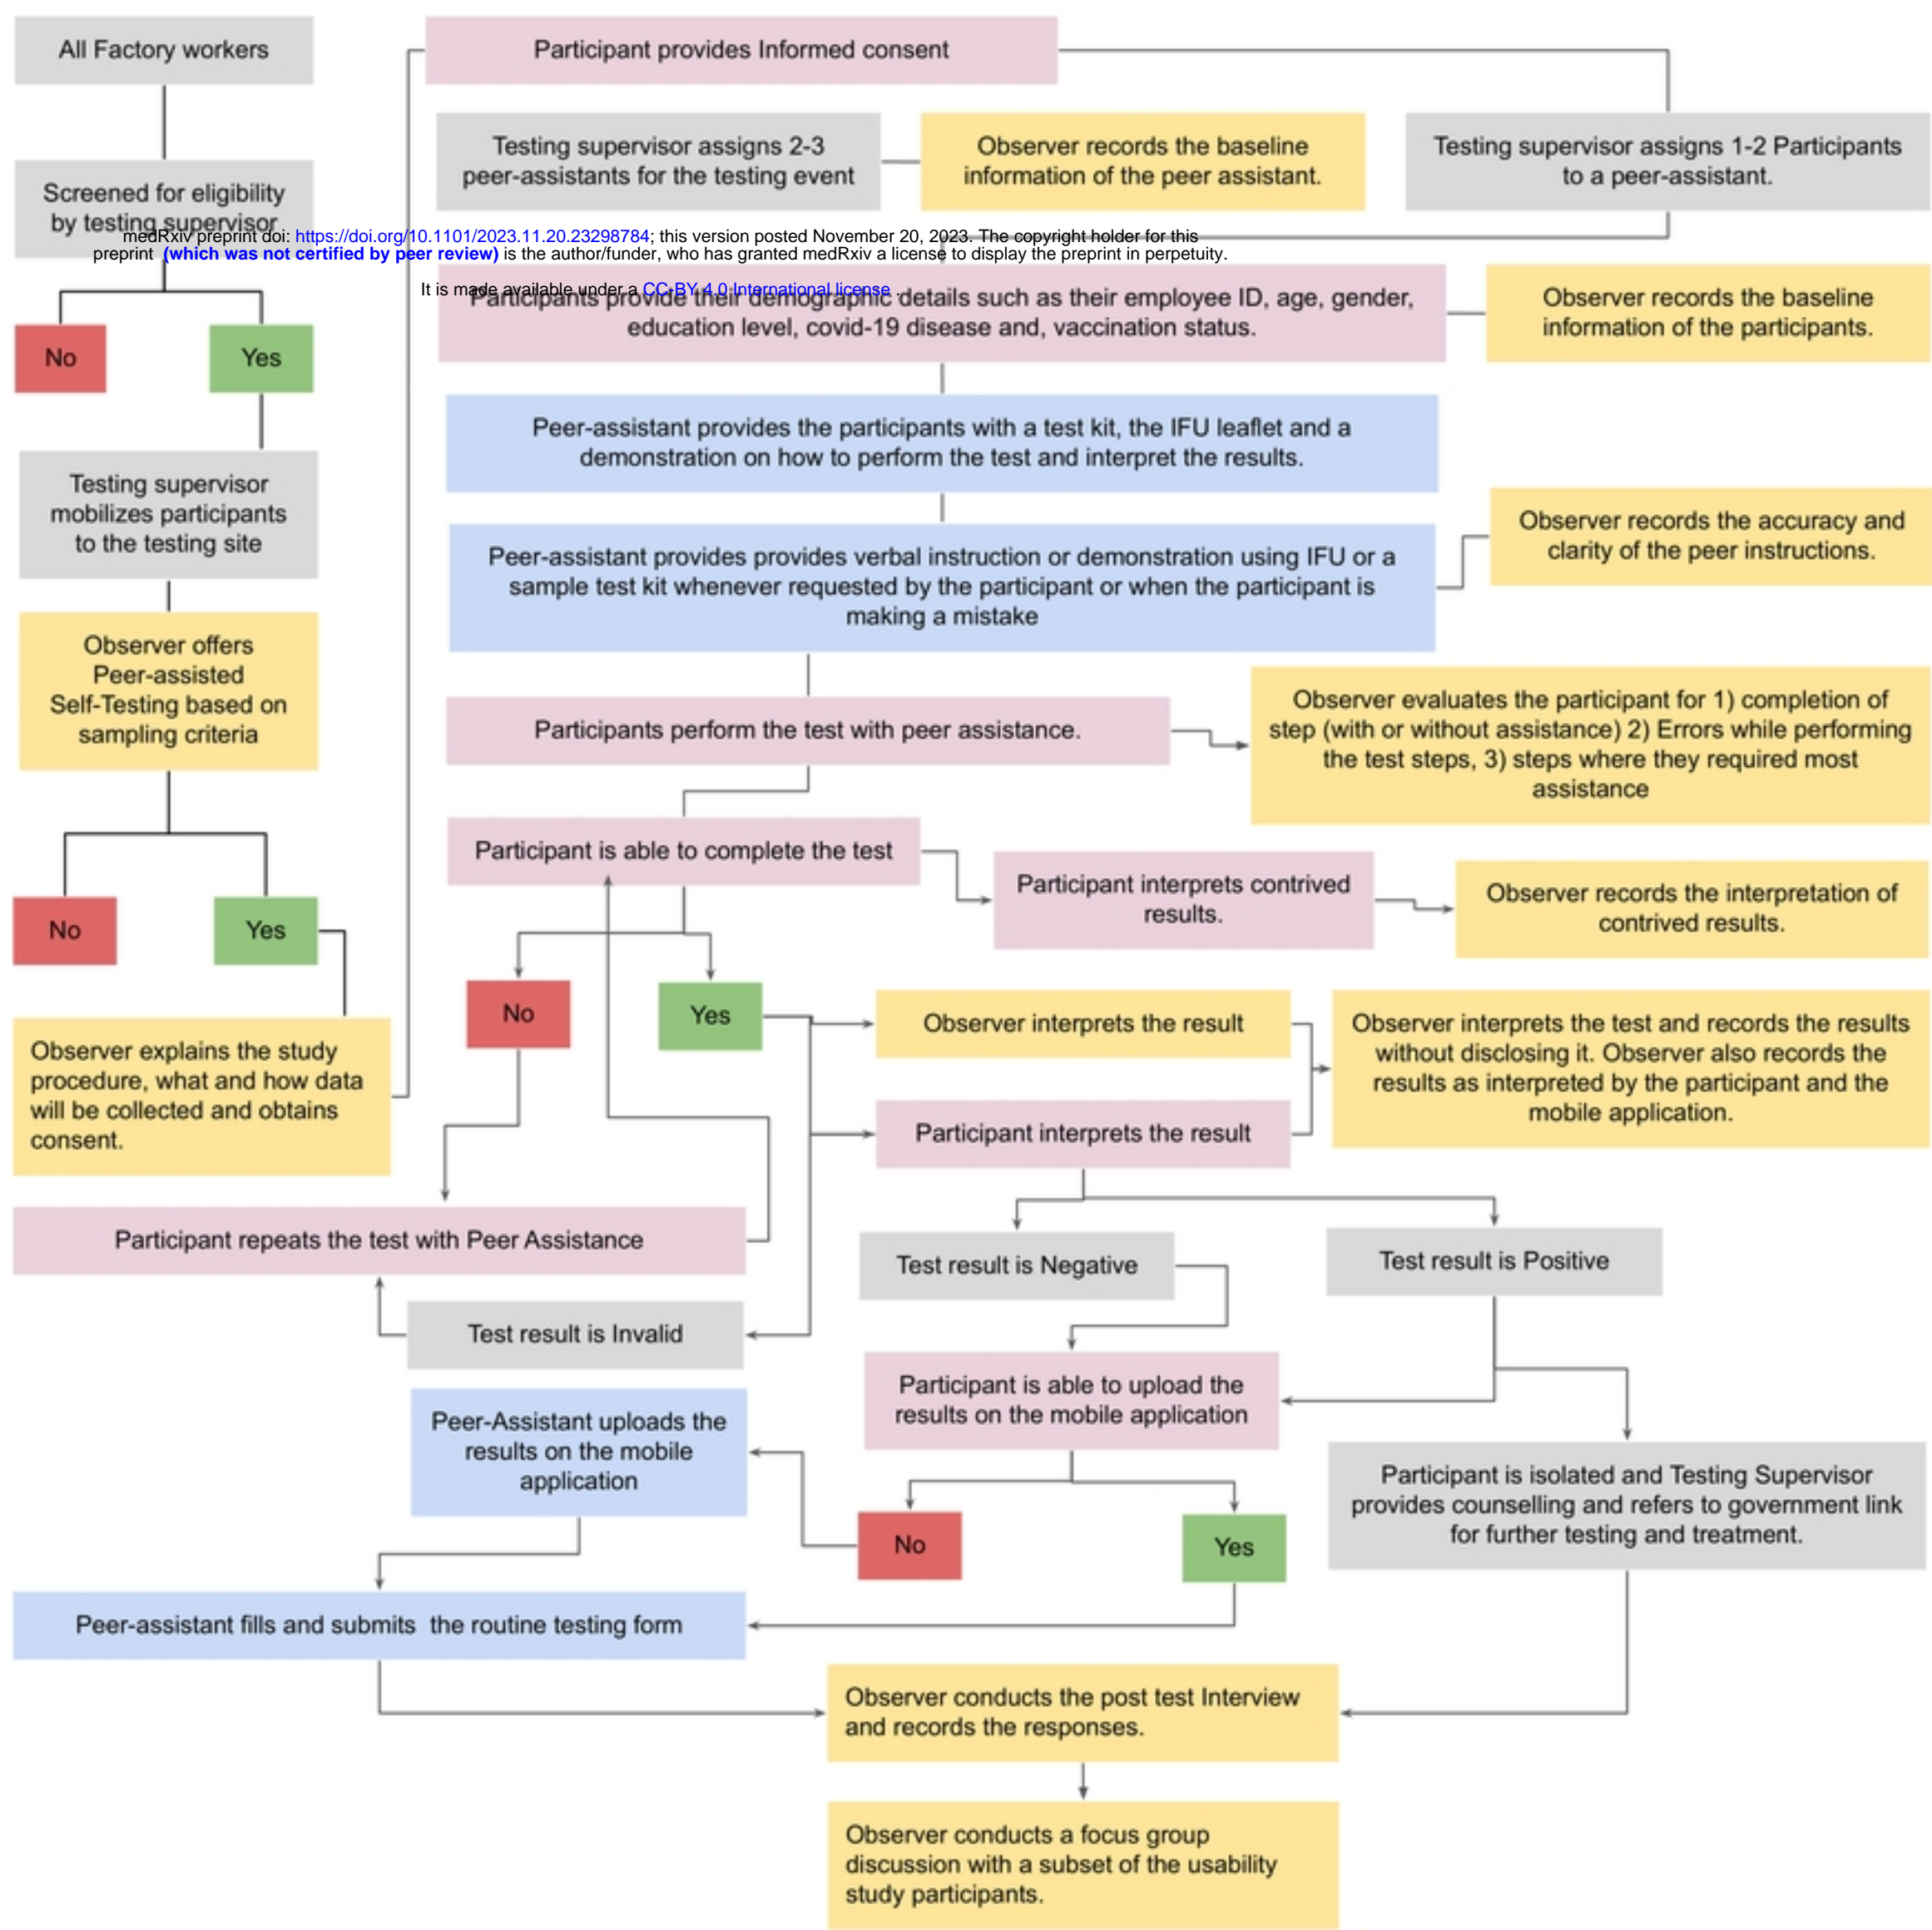 All Factory workers
Screened for eligibility
by testing supervisor
No
Yes
Testing supervisor
mobilizes participants
to the testing site
Observer offers
Peer-assisted
Self-Testing based on
sampling criteria
No
Yes
Observer explains the study
procedure, what and how data
will be collected and obtains
consent.
Participant provides Informed consent
Testing supervisor assigns 2-3
peer-assistants for the testing event
Observer records the baseline
information of the peer assistant.
Testing supervisor assigns 1-2 Participants
to a peer-assistant.
medRxiv preprint doi: https://doi.org/10.1101/2023.11.20.23298784; this version posted November 20, 2023. The copyright holder for this
preprint (which was not certified by peer review) is the author/funder, who has granted medRxiv a license to display the preprint in perpetuity.
It is made available under a CC-BY 4.0 International license .
Participants provide their demographic details such as their employee ID, age, gender,
education level, covid-19 disease and, vaccination status.
Observer records the baseline
information of the participants.
Peer-assistant provides the participants with a test kit, the IFU leaflet and a
demonstration on how to perform the test and interpret the results.
Peer-assistant provides provides verbal instruction or demonstration using IFU or a
sample test kit whenever requested by the participant or when the participant is
making a mistake
Observer records the accuracy and
clarity of the peer instructions.
Participants perform the test with peer assistance.
Observer evaluates the participant for 1) completion of
step (with or without assistance) 2) Errors while performing
the test steps, 3) steps where they required most
assistance
Participant is able to complete the test
Participant interprets contrived
results.
Observer records the interpretation of
contrived results.
No
Yes
Observer interprets the result
Observer interprets the test and records the results
without disclosing it. Observer also records the
results as interpreted by the participant and the
mobile application.
Participant interprets the result
Participant repeats the test with Peer Assistance
Test result is Negative
Test result is Positive
Test result is Invalid
Participant is able to upload the
results on the mobile application
Peer-Assistant uploads the
results on the mobile
application
No
Yes
Participant is isolated and Testing Supervisor
provides counselling and refers to government link
for further testing and treatment.
Peer-assistant fills and submits the routine testing form
Observer conducts the post test Interview
and records the responses.
Observer conducts a focus group
discussion with a subset of the usability
study participants.